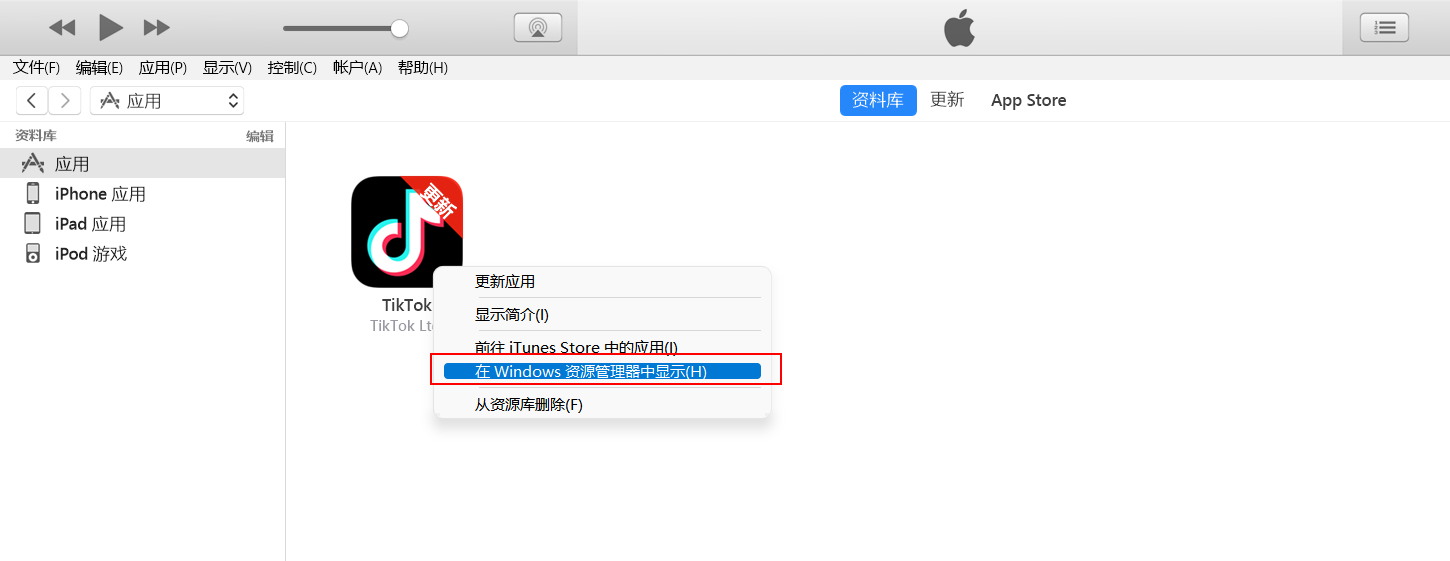 文件(F) 编辑(E) 应用(P) 显示(V) 控制(C) 帐户(A) 帮助(H)
应用 资料库 更新 App Store
资料库 编辑
应用
iPhone 应用
iPad 应用
iPod 游戏
更新
TikTok
TikTok Lt
更新应用
显示简介(I)
前往 iTunes Store 中的应用(I)
在 Windows 资源管理器中显示(H)
从资源库删除(F)